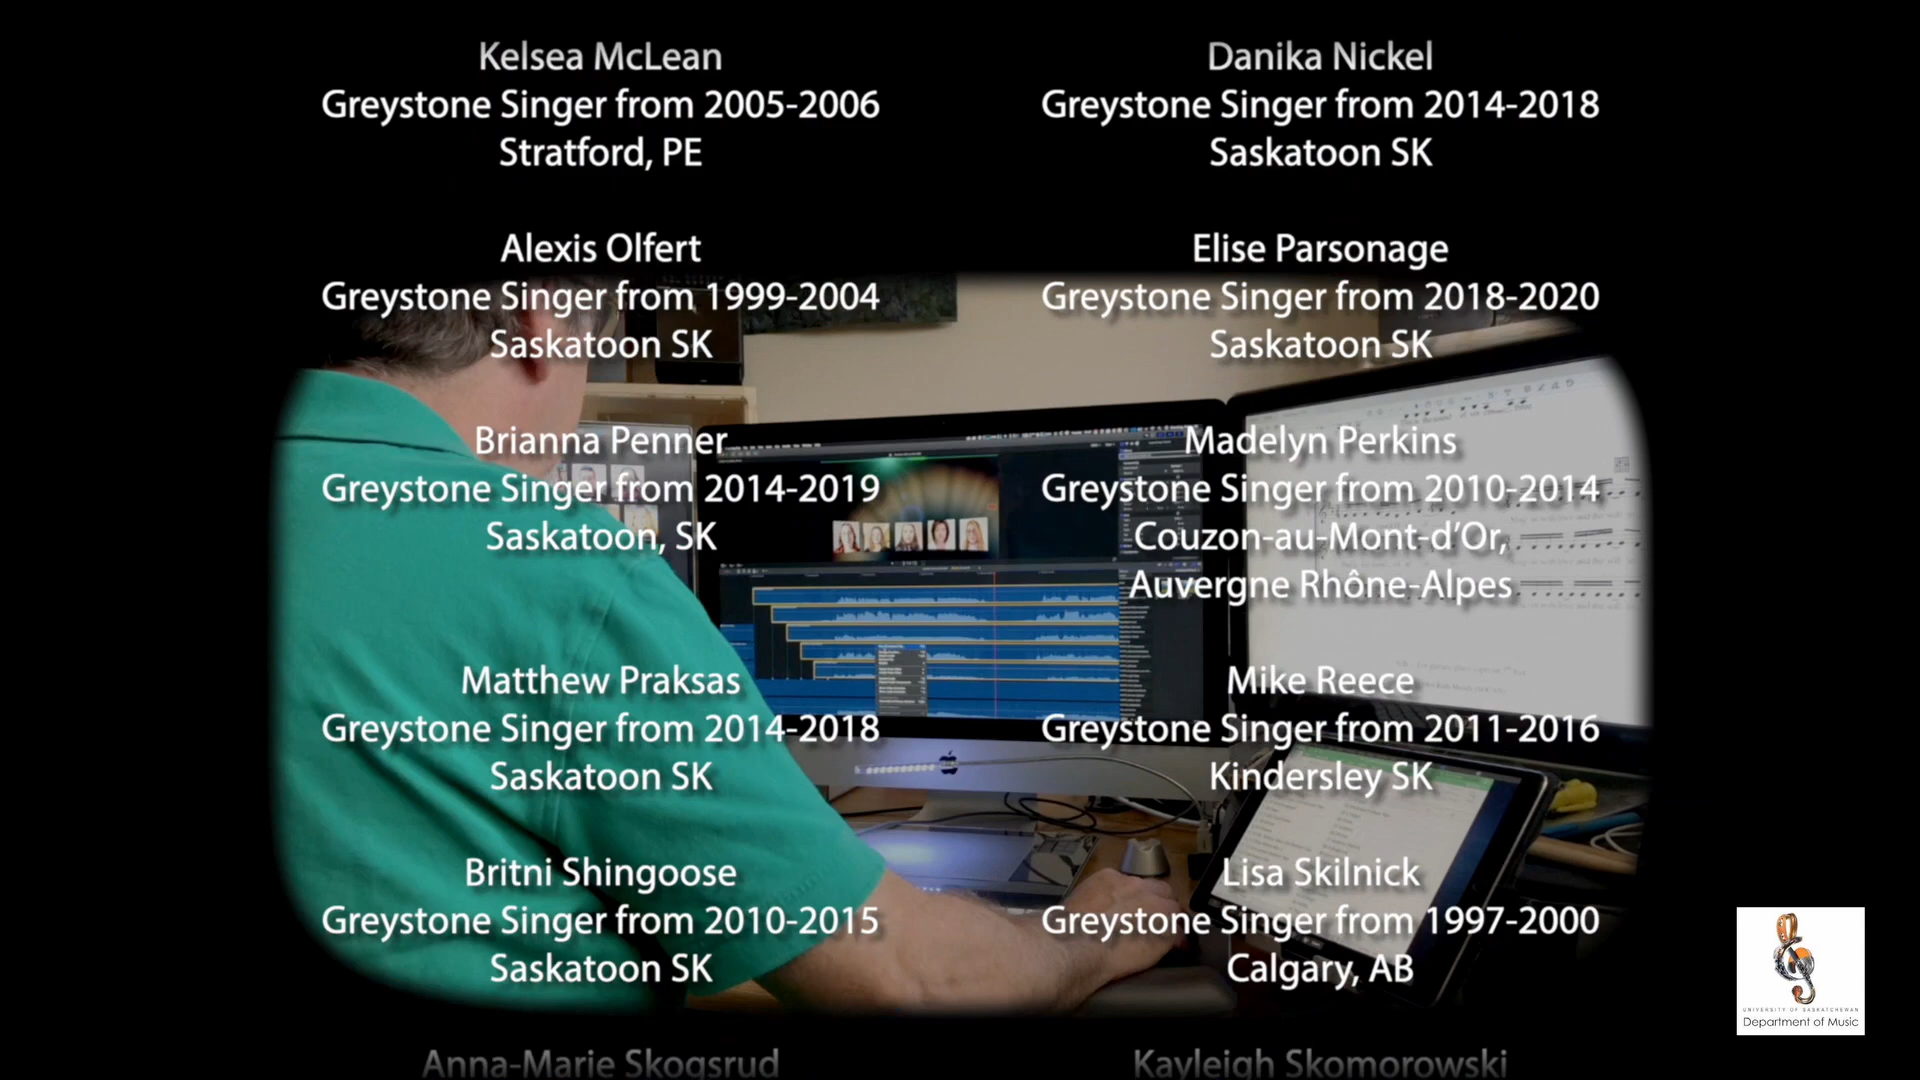 Kelsea McLean
Greystone Singer from 2005-2006
Stratford, PE
Danika Nickel
Greystone Singer from 2014-2018
Saskatoon SK
Alexis Olfert
Greystone Singer from 1999-2004
Saskatoon SK
Elise Parsonage
Greystone Singer from 2018-2020
Saskatoon SK
Brianna Penner
Greystone Singer from 2014-2019
Saskatoon, SK
Madelyn Perkins
Greystone Singer from 2010-2014
Couzon-au-Mont-d’Or,
Auvergne Rhône-Alpes
Matthew Praksas
Greystone Singer from 2014-2018
Saskatoon SK
Mike Reece
Greystone Singer from 2011-2016
Kindersley SK
Britni Shingoose
Greystone Singer from 2010-2015
Saskatoon SK
Lisa Skilnick
Greystone Singer from 1997-2000
Calgary, AB
Anna-Marie Skogsrud
Kayleigh Skomorowski
UNIVERSITY OF SASKATCHEWAN
Department of Music